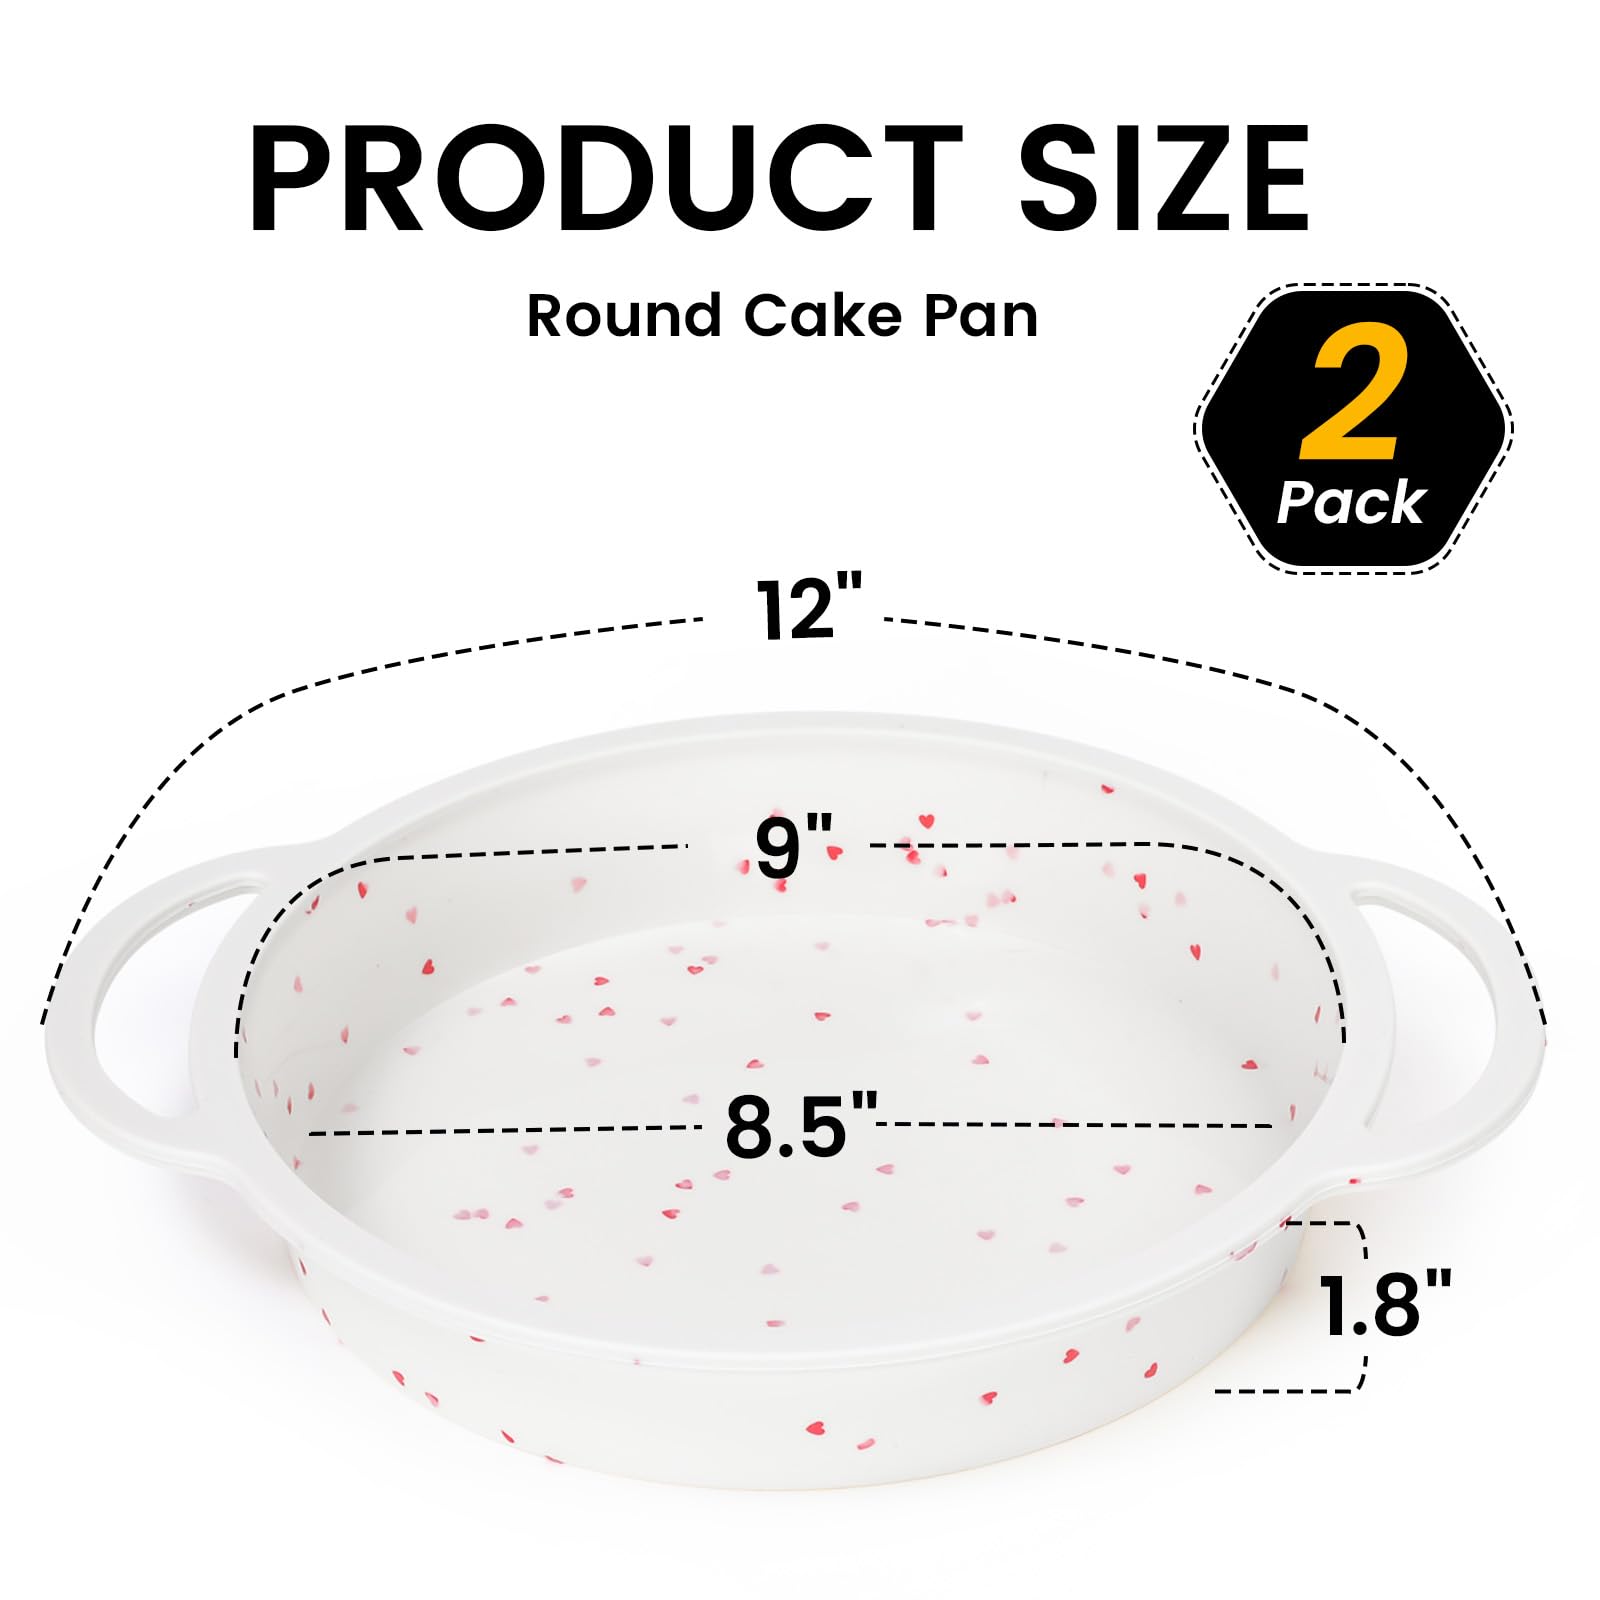 PRODUCT SIZE
Round Cake Pan
2
Pack
12"
9"
8.5"
1.8"